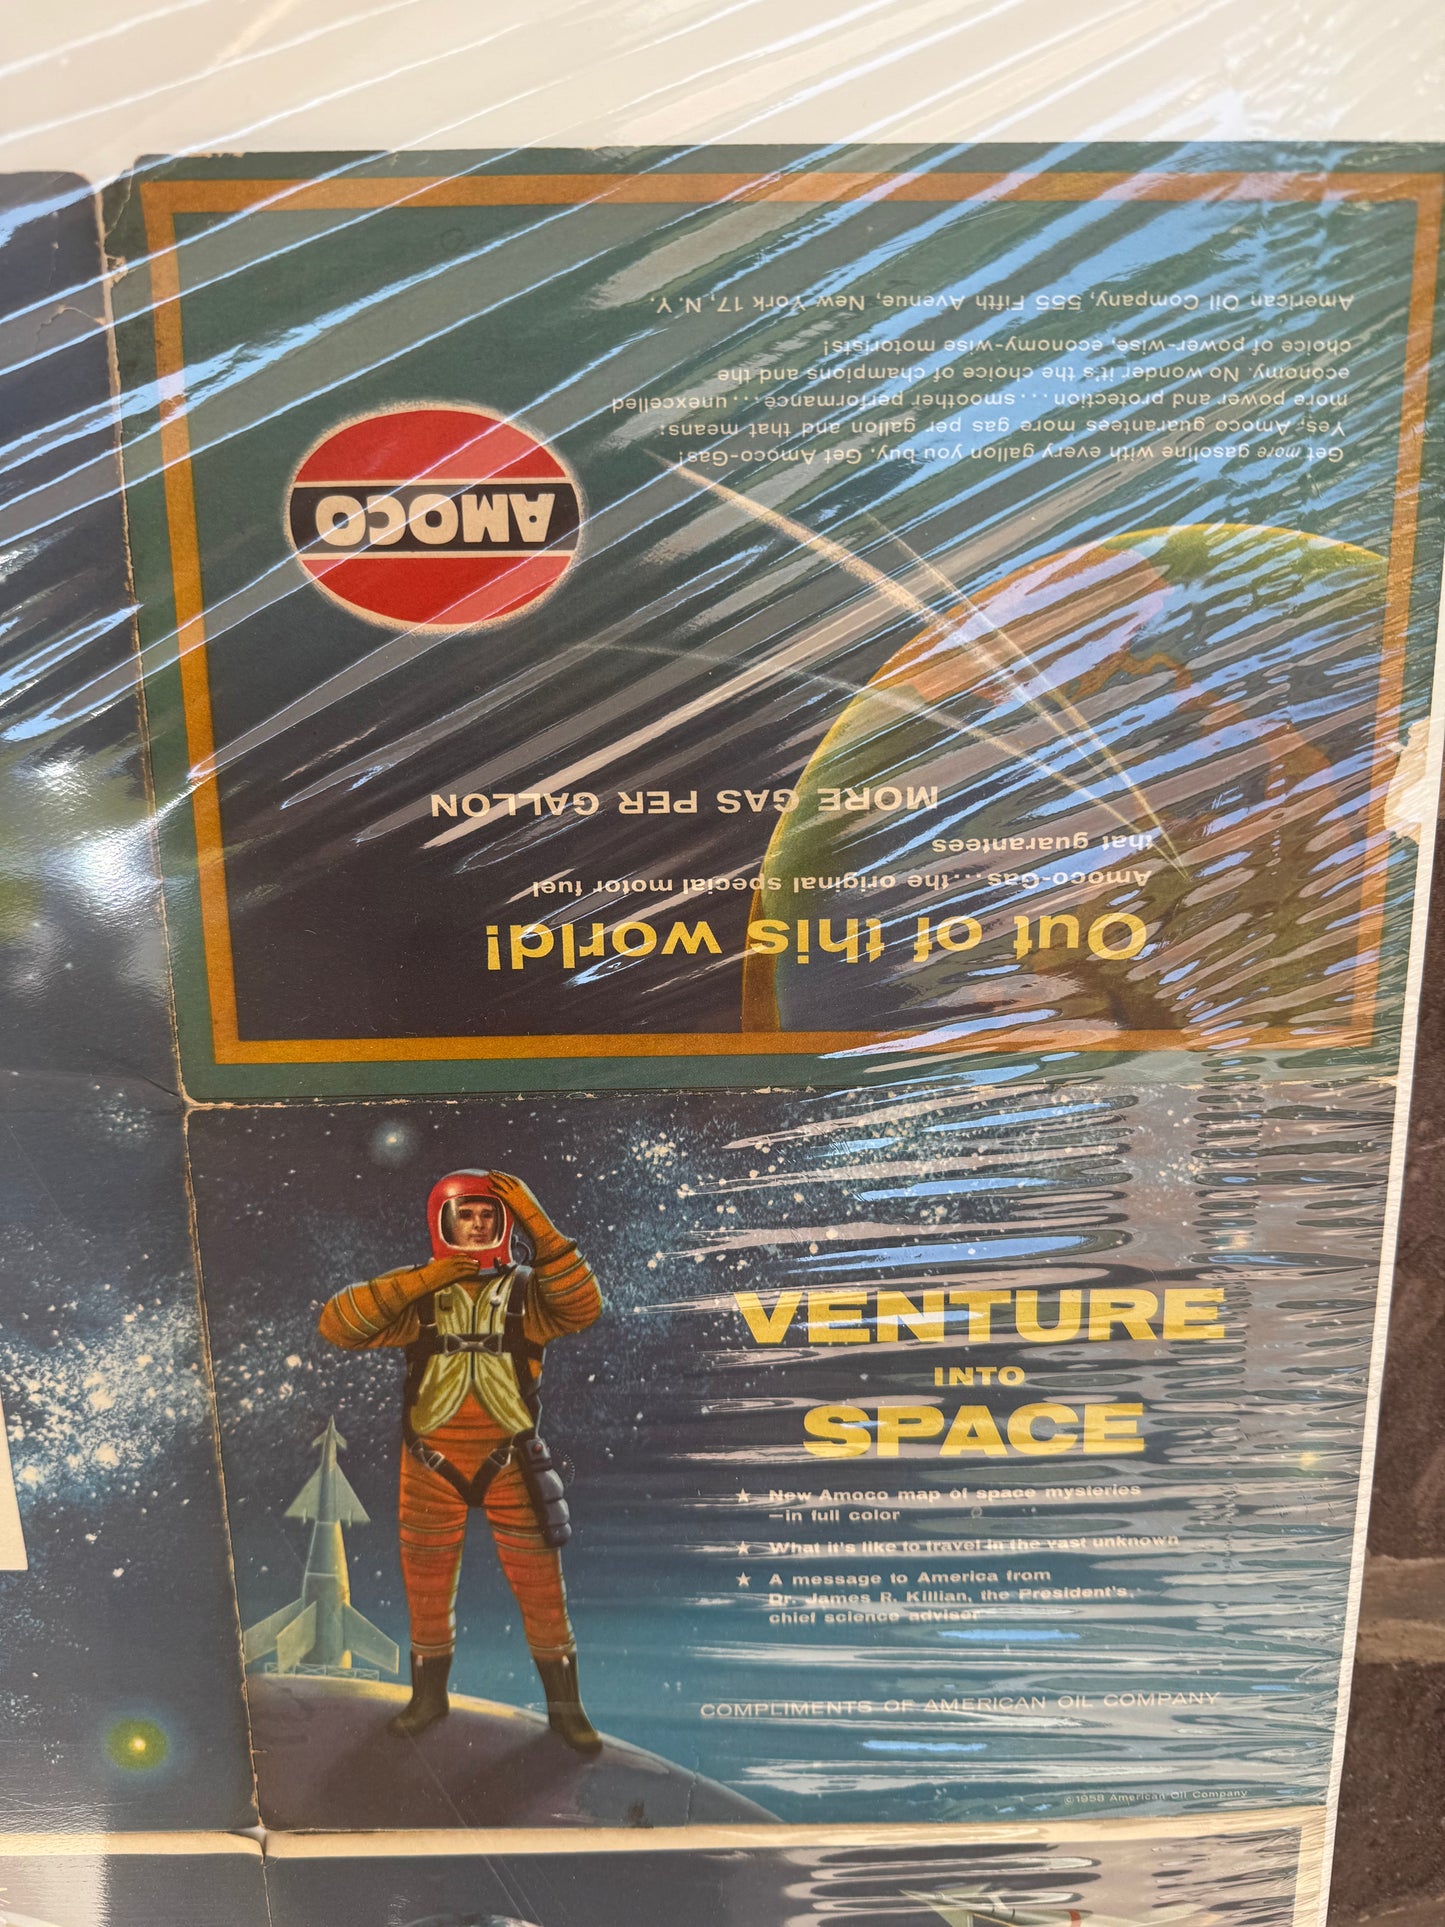 Out of this world!
Amoco-Gas...the original special motor fuel
that guarantees
MORE GAS PER GALLON
AMOCO
Get more gasoline with every gallon you buy. Get Amoco-Gas!
Yes, Amoco guarantees more gas per gallon and that means:
more power and protection...smoother performance...unexcelled
economy. No wonder it's the choice of champions and the
choice of power-wise, economy-wise motorists!
American Oil Company, 555 Fifth Avenue, New York 17, N. Y.
VENTURE
INTO
SPACE
★ New Amoco map of space mysteries
—in full color
★ What it's like to travel in the vast unknown
★ A message to America from
Dr. James R. Killian, the President's
chief science adviser
COMPLIMENTS OF AMERICAN OIL COMPANY
©1958 American Oil Company